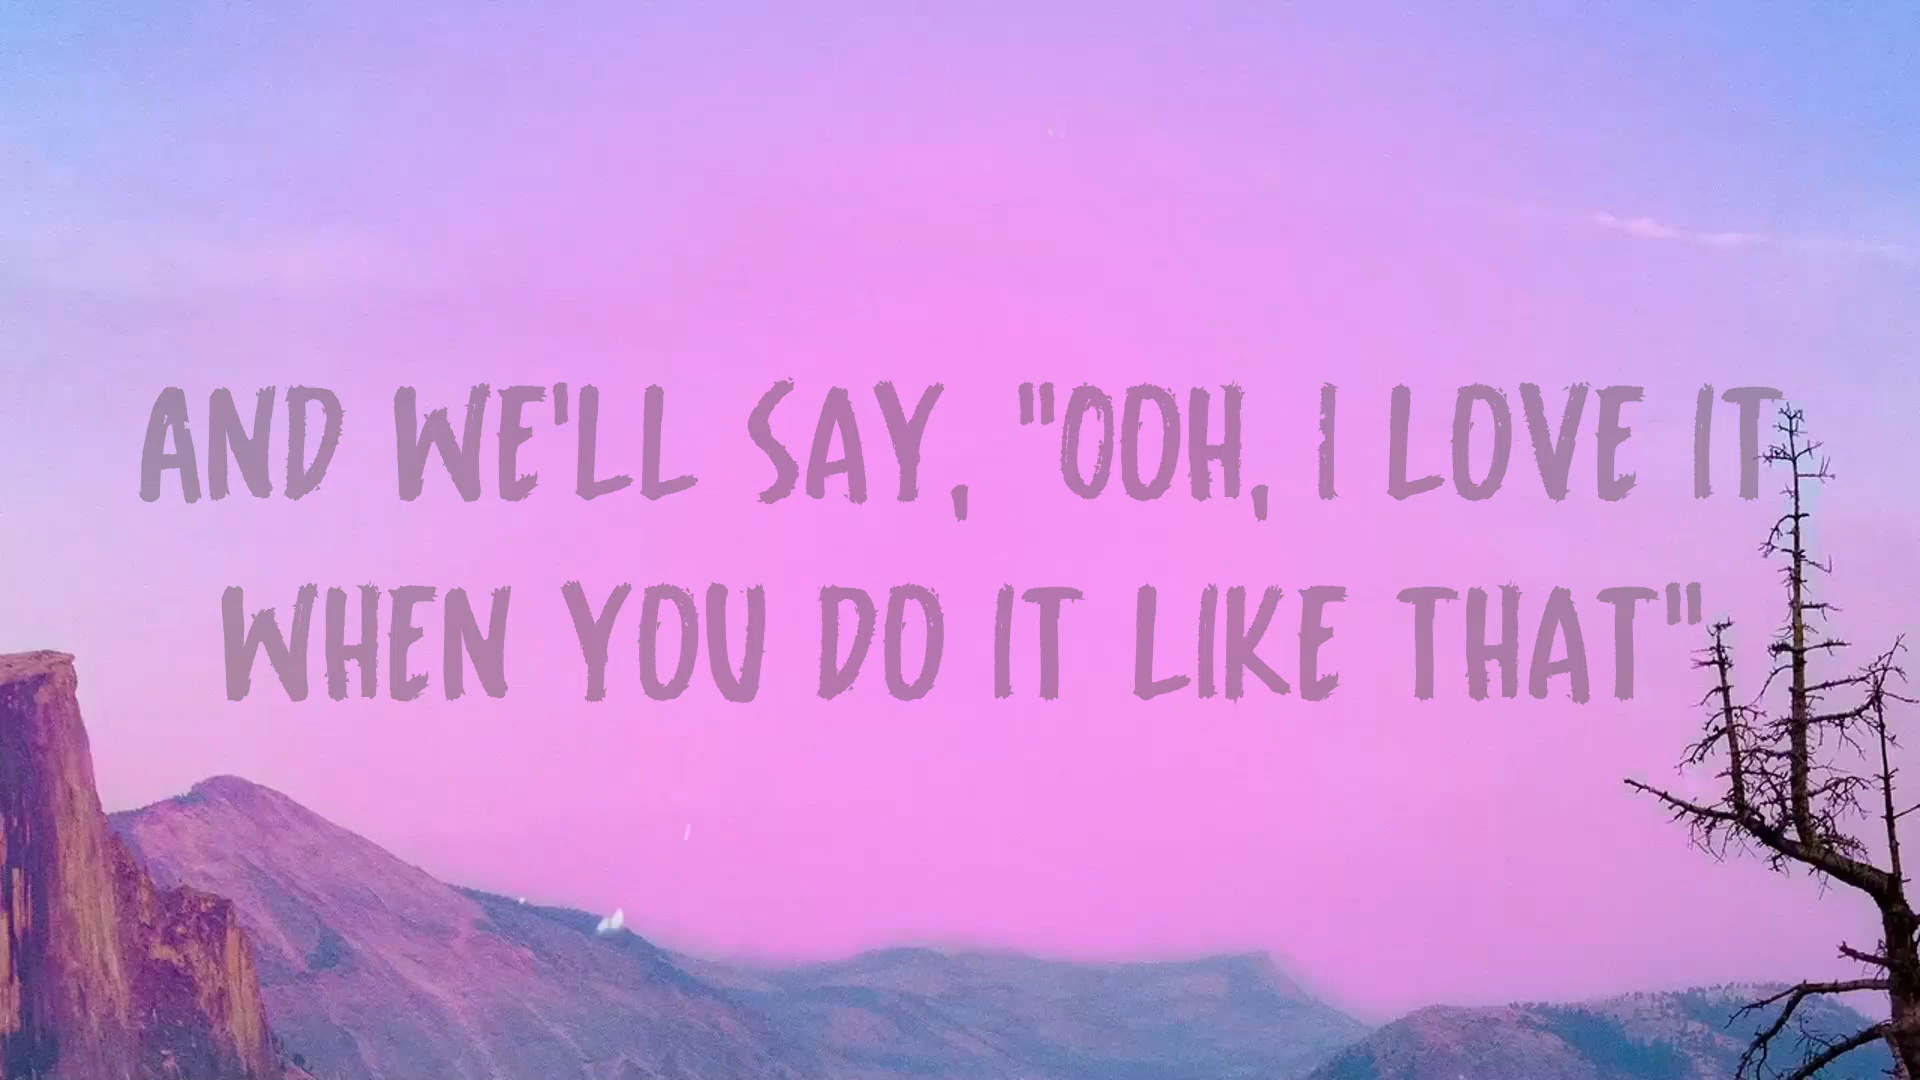 AND WE'LL SAY, "OOH, I LOVE IT
WHEN YOU DO IT LIKE THAT"